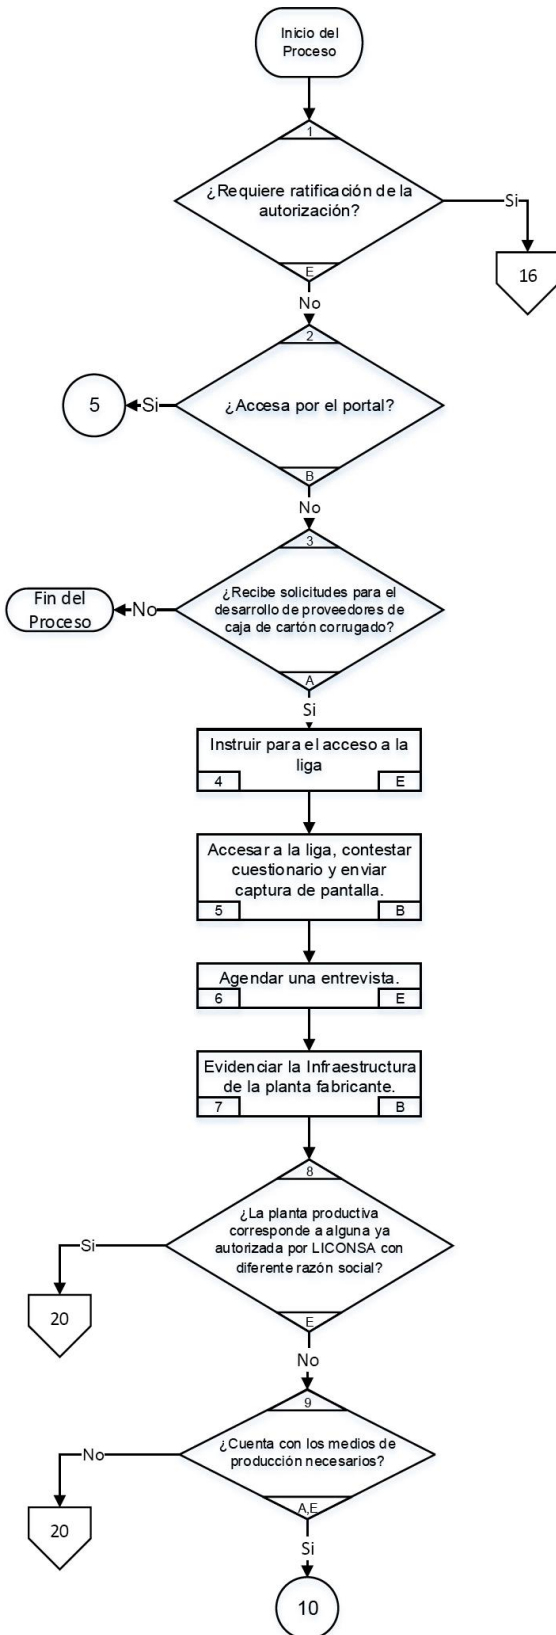 Inicio del
Proceso
1
¿Requiere ratificación de la
autorización?
Si
16
E
No
2
5
Si
¿Accesa por el portal?
B
No
3
Fin del
Proceso
No
¿Recibe solicitudes para el
desarrollo de proveedores de
caja de cartón corrugado?
A
Si
Instruir para el acceso a la
liga
4
E
Accesar a la liga, contestar
cuestionario y enviar
captura de pantalla.
5
B
Agendar una entrevista.
6
E
Evidenciar la Infraestructura
de la planta fabricante.
7
B
8
¿La planta productiva
corresponde a alguna ya
autorizada por LICONSA con
diferente razón social?
Si
20
E
No
9
¿Cuenta con los medios de
producción necesarios?
No
20
A,E
Si
10